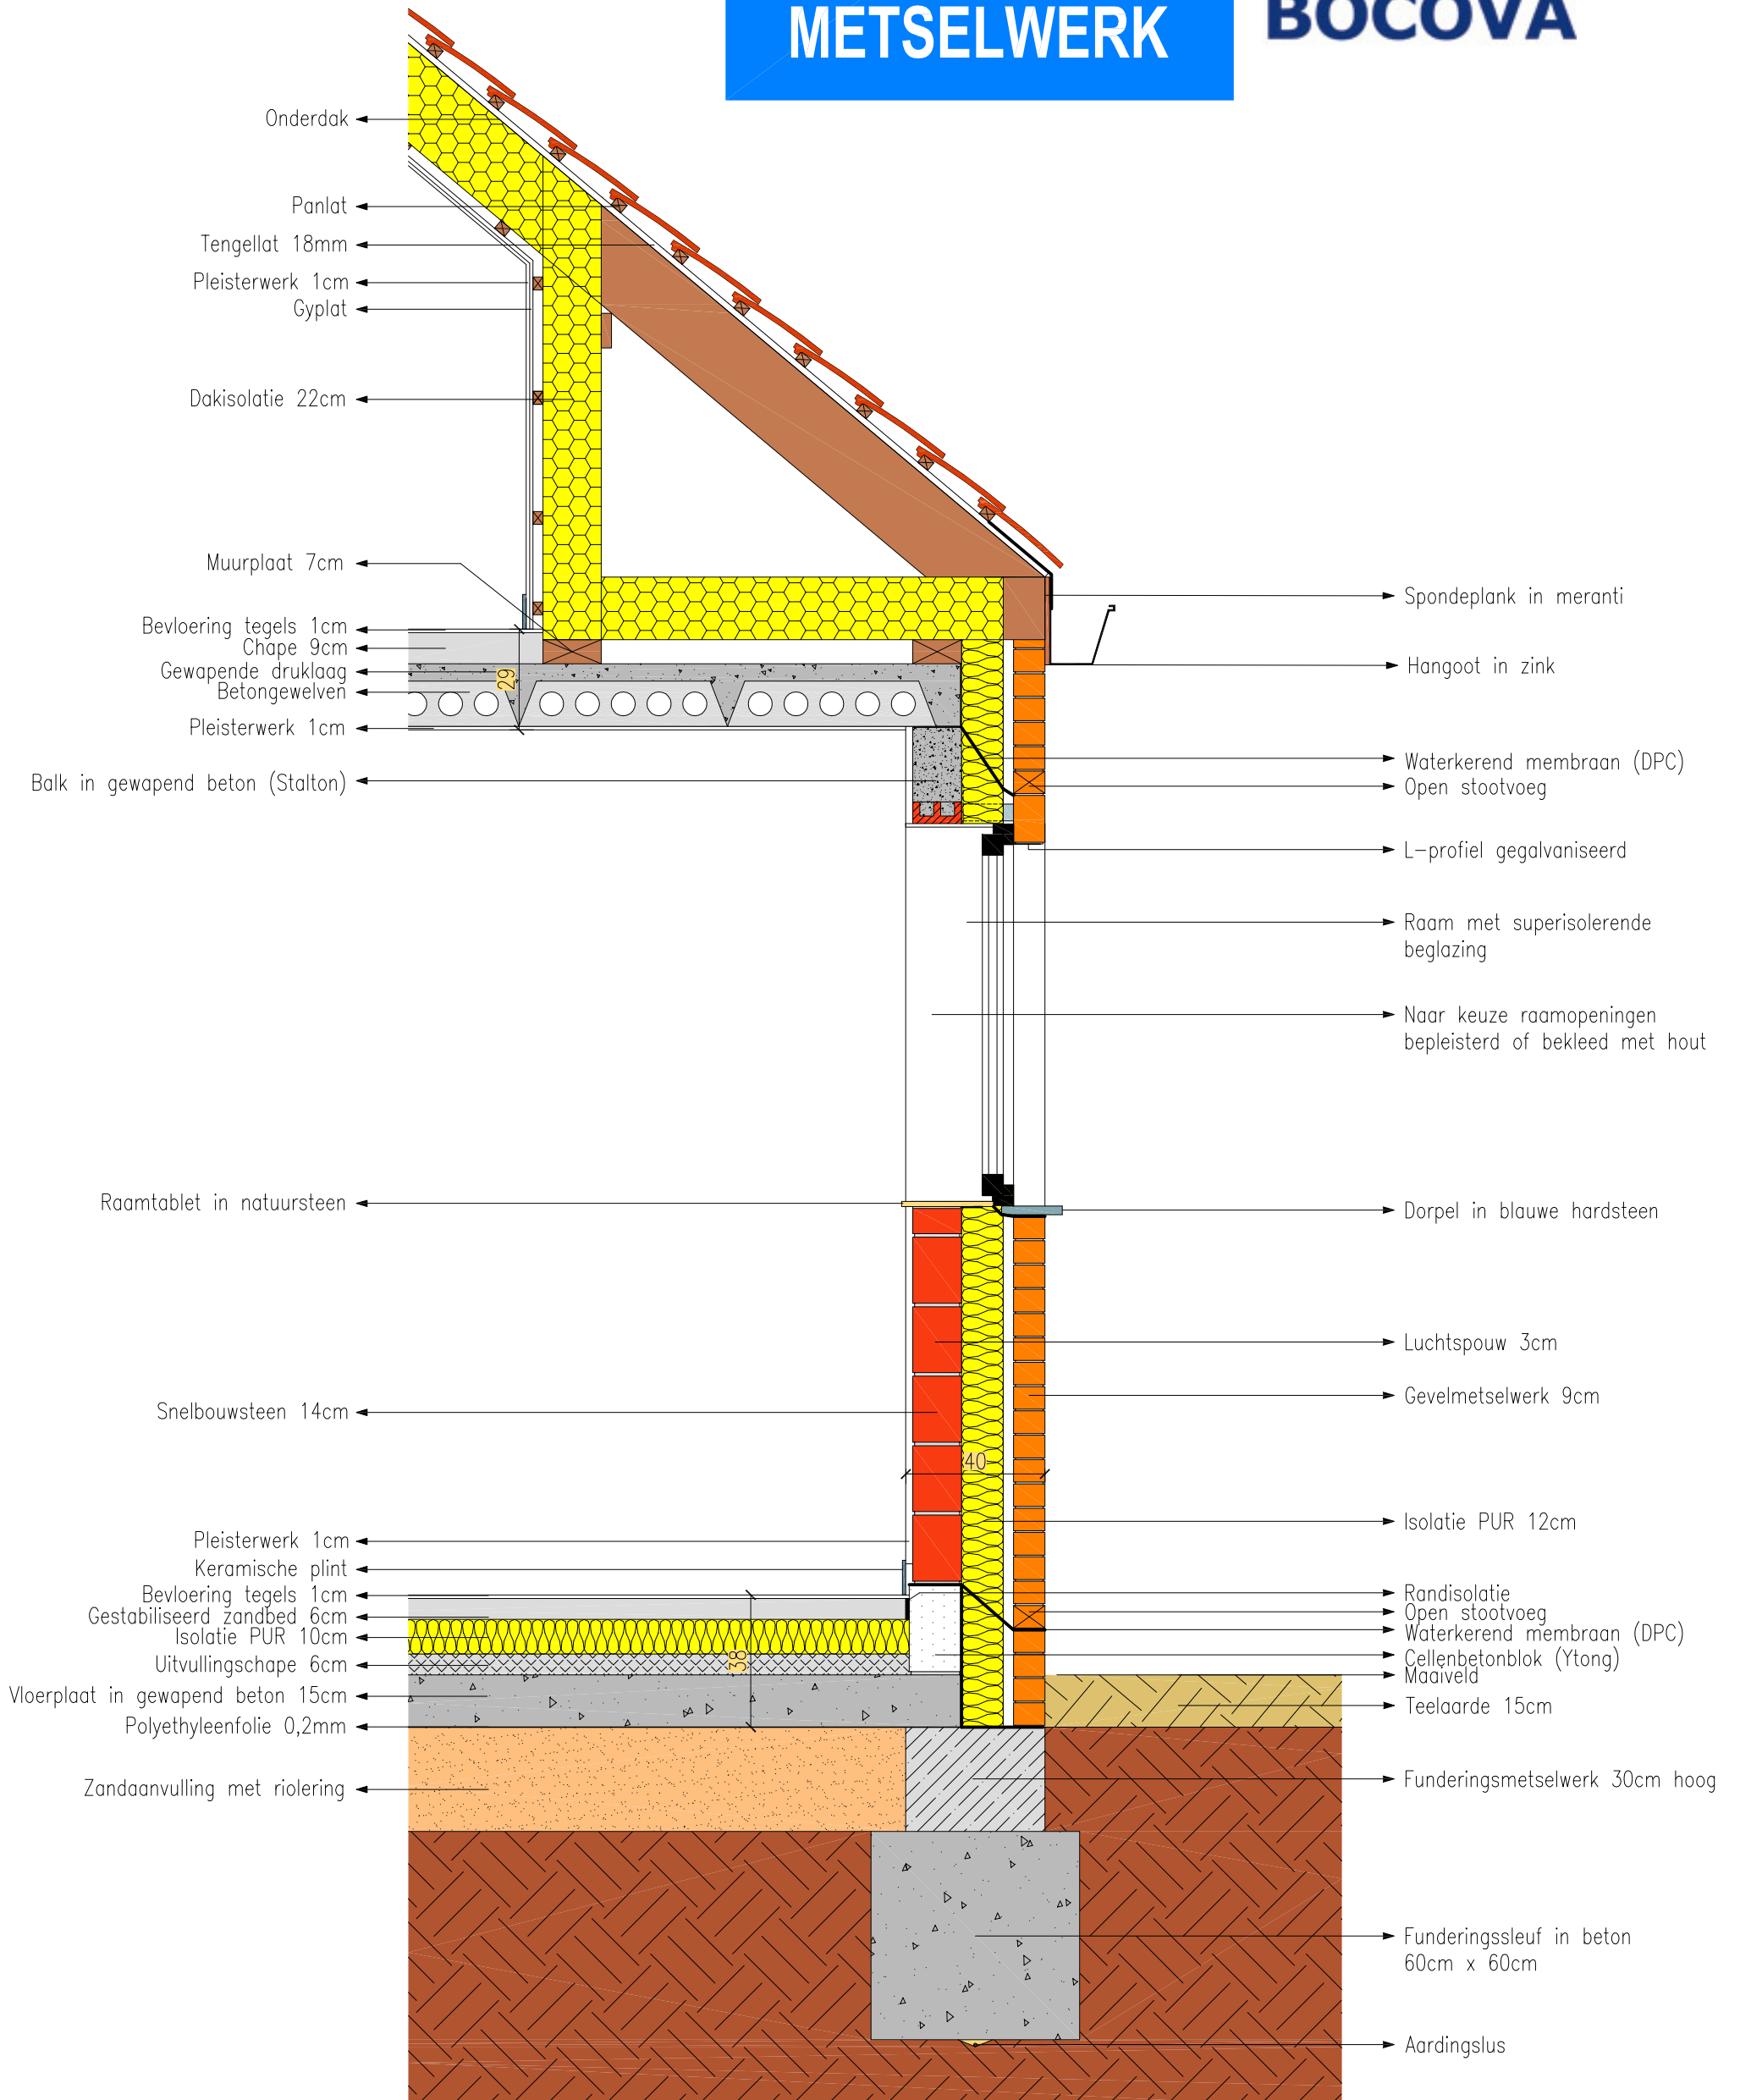 METSELWERK
BOCOVA
Onderdak
Panlat
Tengellat 18mm
Pleisterwerk 1cm
Gyplat
Dakisolatie 22cm
Muurplaat 7cm
Bevloering tegels 1cm
Chape 9cm
Gewapende druklaag
Betongewelven
Pleisterwerk 1cm
Balk in gewapend beton (Stalton)
Raamtablet in natuursteen
Snelbouwsteen 14cm
Pleisterwerk 1cm
Keramische plint
Bevloering tegels 1cm
Gestabiliseerd zandbed 6cm
Isolatie PUR 10cm
Uitvullingschape 6cm
Vloerplaat in gewapend beton 15cm
Polyethyleenfolie 0,2mm
Zandaanvulling met riolering
29
40
38
Spondeplank in meranti
Hangoot in zink
Waterkerend membraan (DPC)
Open stootvoeg
L-profiel gegalvaniseerd
Raam met superisolerende
beglazing
Naar keuze raamopeningen
bepleisterd of bekleed met hout
Dorpel in blauwe hardsteen
Luchtspouw 3cm
Gevelmetselwerk 9cm
Isolatie PUR 12cm
Randisolatie
Open stootvoeg
Waterkerend membraan (DPC)
Cellenbetonblok (Ytong)
Maaiveld
Teelaarde 15cm
Funderingsmetselwerk 30cm hoog
Funderingssleuf in beton
60cm x 60cm
Aardingslus